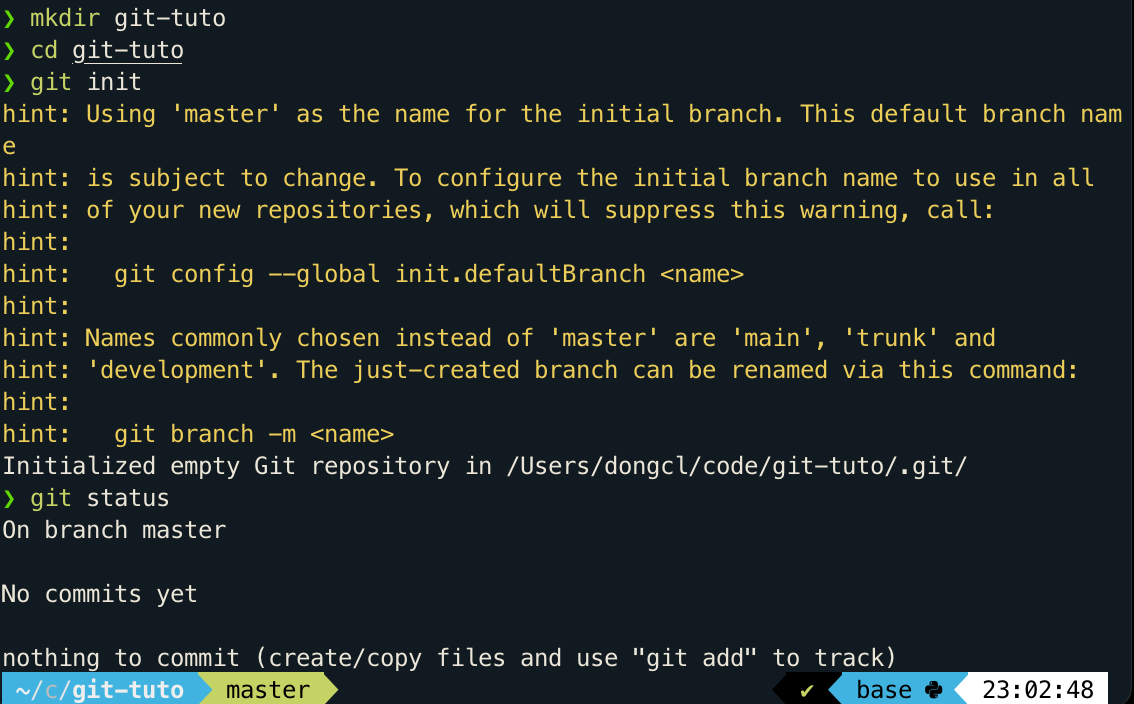 ❯ mkdir git-tuto
❯ cd git-tuto
❯ git init
hint: Using 'master' as the name for the initial branch. This default branch nam
e
hint: is subject to change. To configure the initial branch name to use in all
hint: of your new repositories, which will suppress this warning, call:
hint:
hint:   git config --global init.defaultBranch <name>
hint:
hint: Names commonly chosen instead of 'master' are 'main', 'trunk' and
hint: 'development'. The just-created branch can be renamed via this command:
hint:
hint:   git branch -m <name>
Initialized empty Git repository in /Users/dongcl/code/git-tuto/.git/
❯ git status
On branch master
No commits yet
nothing to commit (create/copy files and use "git add" to track)
~/c/git-tuto master ✔ base 23:02:48